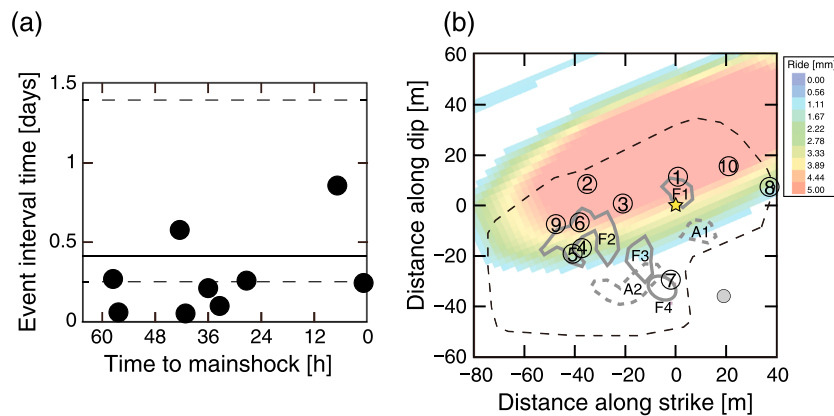 (a)
1.5
1
0.5
0
Event interval time [days]
60 48 36 24 12 0
Time to mainshock [h]
(b)
60
40
20
0
−20
−40
−60
Distance along dip [m]
−80 −60 −40 −20 0 20 40
Distance along strike [m]
① ② ③ ④ ⑤ ⑥ ⑦ ⑧ ⑨ ⑩
F1
F2
F3
A1
A2
F4
Ride [mm]
0.00
0.56
1.11
1.67
2.22
2.78
3.33
3.89
4.44
5.00